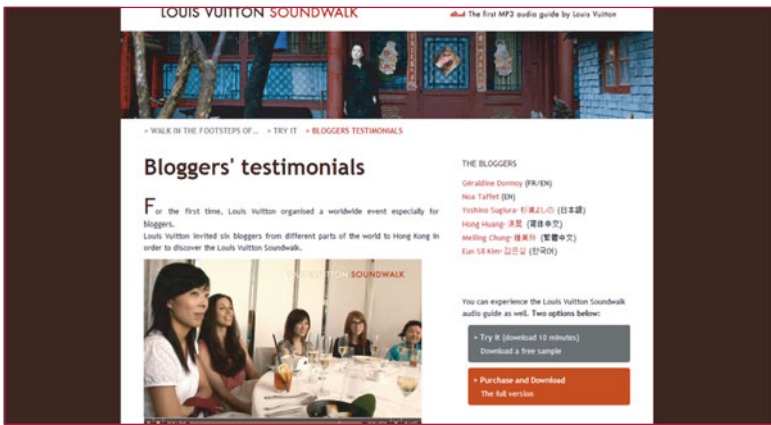 LOUIS VUITTON SOUNDWALK
The first MP3 audio guide by Louis Vuitton
» WALK IN THE FOOTSTEPS OF... » TRY IT » BLOGGERS TESTIMONIALS
Bloggers' testimonials
For the first time, Louis Vuitton organised a worldwide event especially for
bloggers.
Louis Vuitton invited six bloggers from different parts of the world to Hong Kong in
order to discover the Louis Vuitton Soundwalk.
LOUIS VUITTON SOUNDWALK
THE BLOGGERS
Géraldine Dormoy (FR/EN)
Noa Taffet (EN)
Yoshino Sugiura- 杉浦よしの (日本語)
Hong Huang- 洪晃 (简体中文)
Meiling Chung- (繁體中文)
Eun Sil Kim- 김은실 (한국어)
You can experience the Louis Vuitton Soundwalk
audio guide as well. Two options below:
» Try it (download 10 minutes)
Download a free sample
» Purchase and Download
The full version